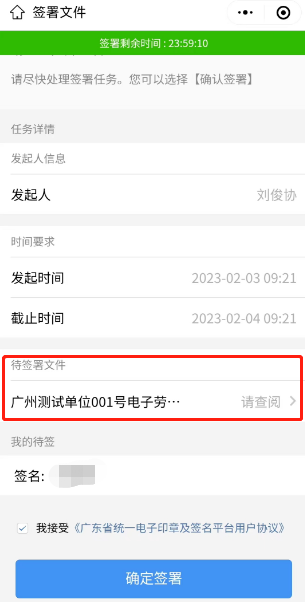 签署文件
签署剩余时间：23:59:10
请尽快处理签署任务。您可以选择【确认签署】
任务详情
发起人信息
发起人 刘俊协
时间要求
发起时间 2023-02-03 09:21
截止时间 2023-02-04 09:21
待签署文件
广州测试单位001号电子劳··· 请查阅
我的待签
签名:
我接受《广东省统一电子印章及签名平台用户协议》
确定签署